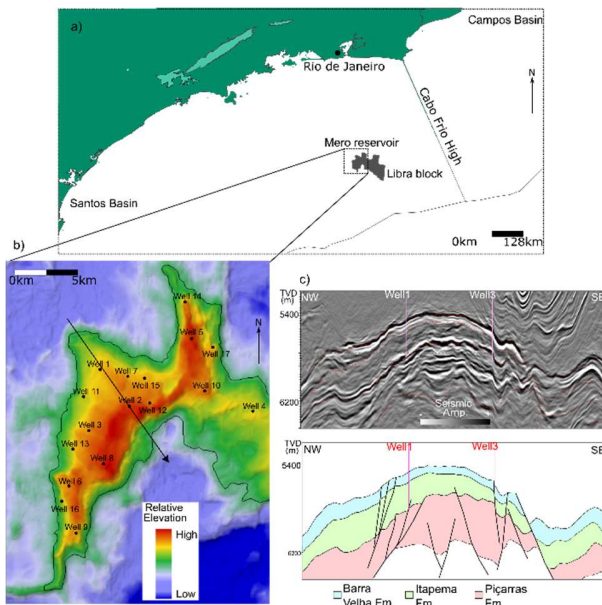 a)
Campos Basin
Rio de Janeiro
N
Cabo Frio High
Mero reservoir
Libra block
Santos Basin
0km 128km
b)
0km 5km
Well 14
N
Well 5
Well 17
Well 1
Well 7
Well 15
Well 10
Well 11
Well 2
Well 12
Well 4
Well 3
Well 13
Well 8
Well 6
Well 16
Well 9
Relative
Elevation
High
Low
c)
TVD
(m)
NW
Well1
Well3
SE
5400
6200
Seismic
Amp.
TVD
(m)
NW
Well1
Well3
SE
5400
6200
Barra
Velha Fm
Itapema
Fm
Piçarras
Fm